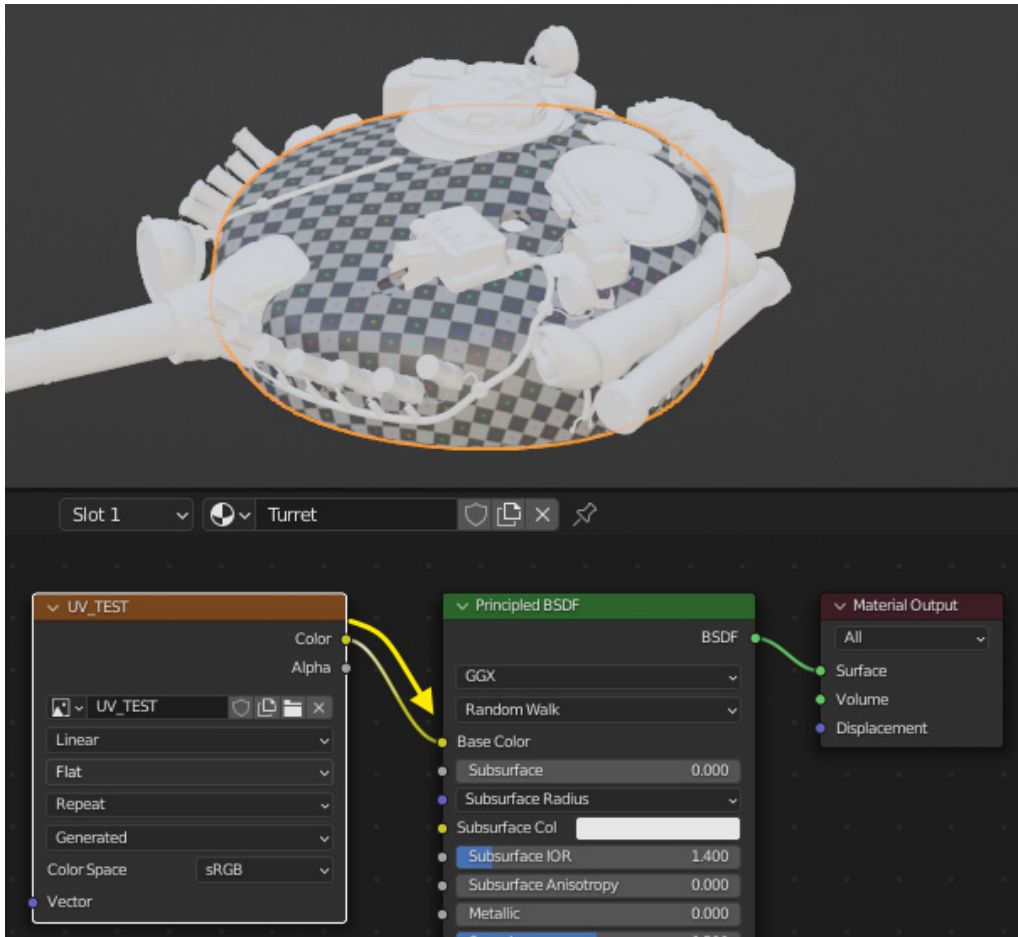 Slot 1
Turret
UV_TEST
Color
Alpha
UV_TEST
Linear
Flat
Repeat
Generated
Color Space
sRGB
Vector
Principled BSDF
BSDF
GGX
Random Walk
Base Color
Subsurface
0.000
Subsurface Radius
Subsurface Col
Subsurface IOR
1.400
Subsurface Anisotropy
0.000
Metallic
0.000
Material Output
All
Surface
Volume
Displacement